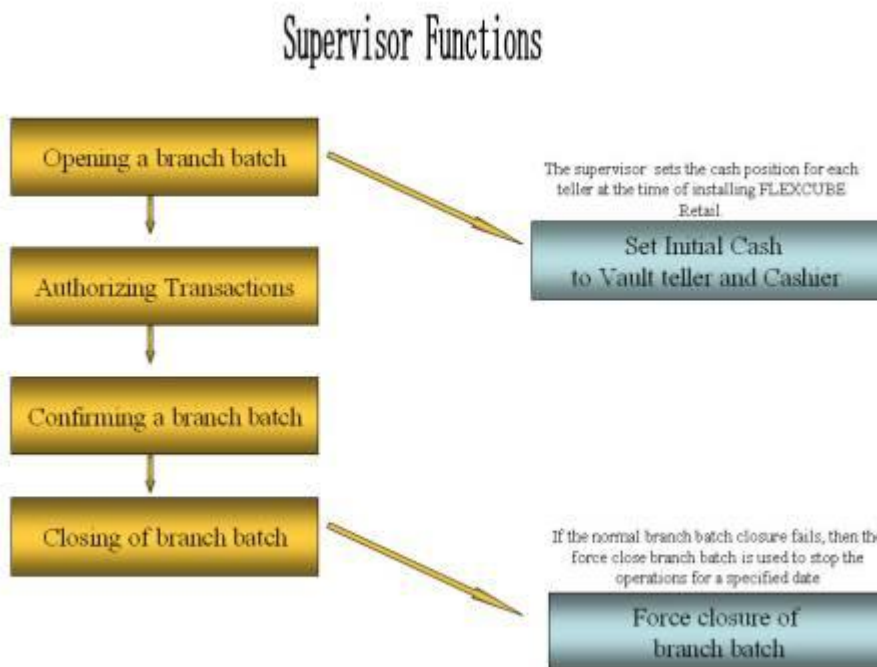 Supervisor Functions
Opening a branch batch
The supervisor sets the cash position for each
teller at the time of installing FLEXCUBE
Retail
Set Initial Cash
to Vault teller and Cashier
Authorizing Transactions
Confirming a branch batch
Closing of branch batch
If the normal branch batch closure fails, then the
force close branch batch is used to stop the
operations for a specified date
Force closure of
branch batch